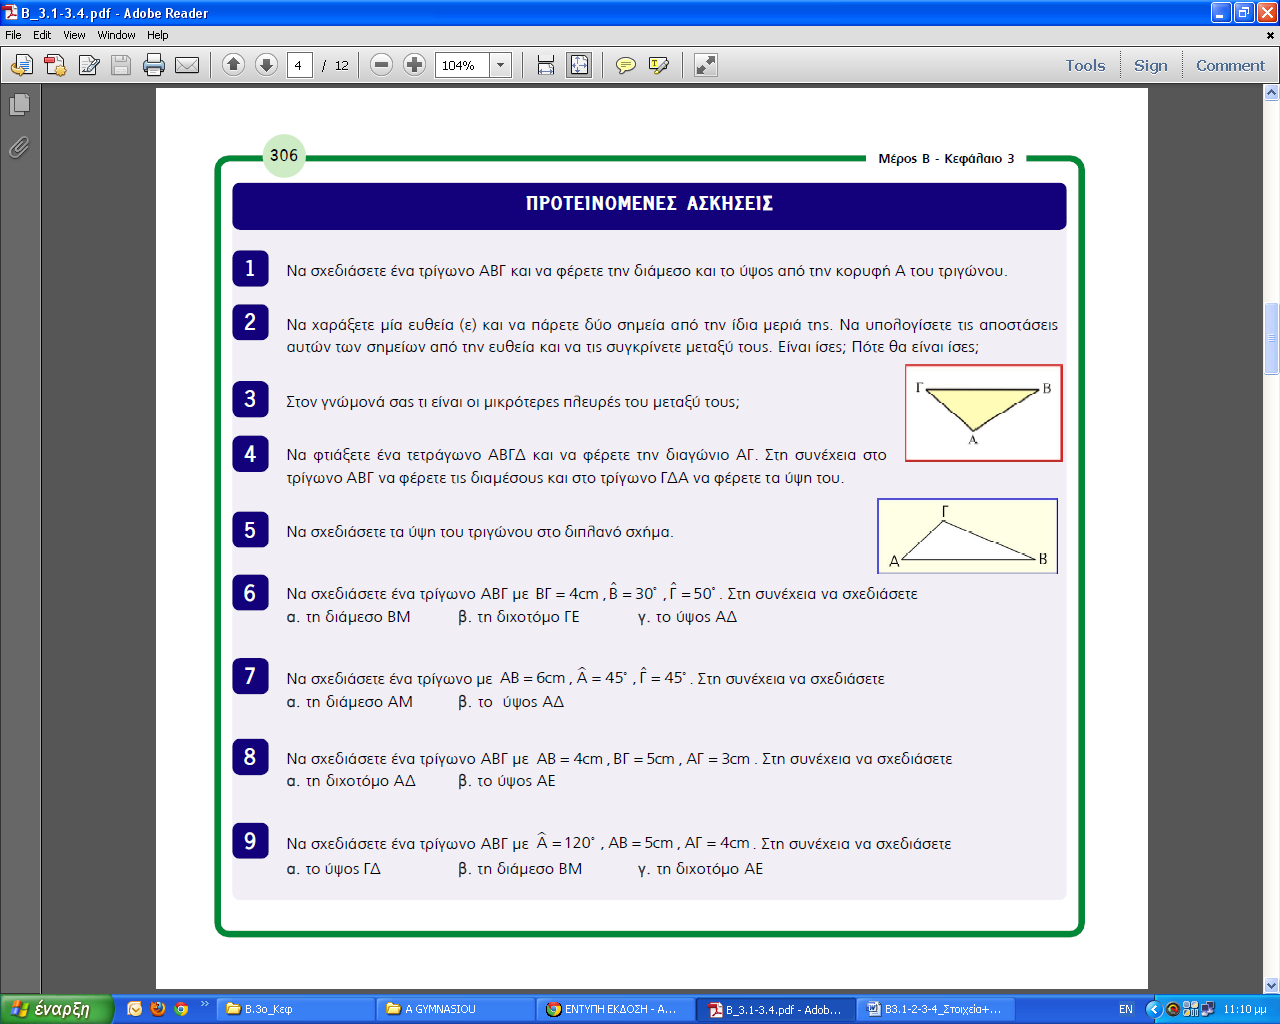 B_3.1-3.4.pdf - Adobe Reader
File Edit View Window Help
4 / 12 104% Tools Sign Comment
306
Μέρος Β - Κεφάλαιο 3
ΠΡΟΤΕΙΝΟΜΕΝΕΣ ΑΣΚΗΣΕΙΣ
1 Να σχεδιάσετε ένα τρίγωνο ΑΒΓ και να φέρετε την διάμεσο και το ύψος από την κορυφή Α του τριγώνου.
2 Να χαράξετε μία ευθεία (ε) και να πάρετε δύο σημεία από την ίδια μεριά της. Να υπολογίσετε τις αποστάσεις
αυτών των σημείων από την ευθεία και να τις συγκρίνετε μεταξύ τους. Είναι ίσες; Πότε θα είναι ίσες;
3 Στον γνώμονά σας τι είναι οι μικρότερες πλευρές του μεταξύ τους;
Γ Β
Α
4 Να φτιάξετε ένα τετράγωνο ΑΒΓΔ και να φέρετε την διαγώνιο ΑΓ. Στη συνέχεια στο
τρίγωνο ΑΒΓ να φέρετε τις διαμέσους και στο τρίγωνο ΓΔΑ να φέρετε τα ύψη του.
5 Να σχεδιάσετε τα ύψη του τριγώνου στο διπλανό σχήμα.
Γ
Α Β
6 Να σχεδιάσετε ένα τρίγωνο ΑΒΓ με ΒΓ = 4cm , Β̂ = 30° , Γ̂ = 50° . Στη συνέχεια να σχεδιάσετε
α. τη διάμεσο ΒΜ β. τη διχοτόμο ΓΕ γ. το ύψος ΑΔ
7 Να σχεδιάσετε ένα τρίγωνο με ΑΒ = 6cm , Α̂ = 45° , Γ̂ = 45° . Στη συνέχεια να σχεδιάσετε
α. τη διάμεσο ΑΜ β. το ύψος ΑΔ
8 Να σχεδιάσετε ένα τρίγωνο ΑΒΓ με ΑΒ = 4cm , ΒΓ = 5cm , ΑΓ = 3cm . Στη συνέχεια να σχεδιάσετε
α. τη διχοτόμο ΑΔ β. το ύψος ΑΕ
9 Να σχεδιάσετε ένα τρίγωνο ΑΒΓ με Α̂ = 120° , ΑΒ = 5cm , ΑΓ = 4cm . Στη συνέχεια να σχεδιάσετε
α. το ύψος ΓΔ β. τη διάμεσο ΒΜ γ. τη διχοτόμο ΑΕ
έναρξη B.3ο_Κεφ A GYMNASIOU ΕΝΤΥΠΗ ΕΚΔΟΣΗ - Α... B_3.1-3.4.pdf - Adob... B3.1-2-3-4_Στοιχεία+... EN 11:10 μμ